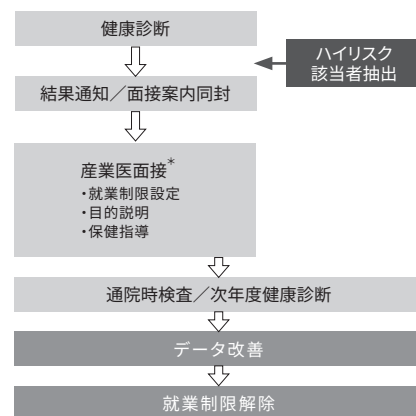 健康診断
ハイリスク
該当者抽出
結果通知／面接案内同封
産業医面接*
・就業制限設定
・目的説明
・保健指導
通院時検査／次年度健康診断
データ改善
就業制限解除